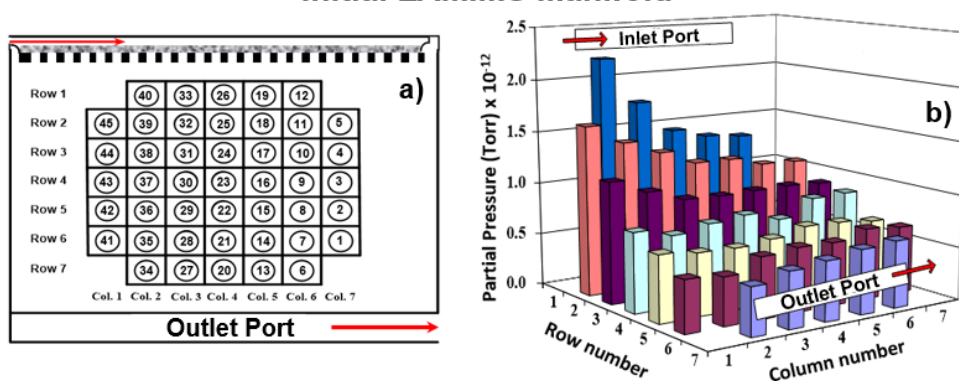 a)
Row 1 40 33 26 19 12
Row 2 45 39 32 25 18 11 5
Row 3 44 38 31 24 17 10 4
Row 4 43 37 30 23 16 9 3
Row 5 42 36 29 22 15 8 2
Row 6 41 35 28 21 14 7 1
Row 7 34 27 20 13 6
Col. 1 Col. 2 Col. 3 Col. 4 Col. 5 Col. 6 Col. 7
Outlet Port
b)
Inlet Port
Partial Pressure (Torr) x 10-12
2.5
2.0
1.5
1.0
0.5
0.0
1 2 3 4 5 6 7
Row number
Outlet Port
1 2 3 4 5 6 7
Column number